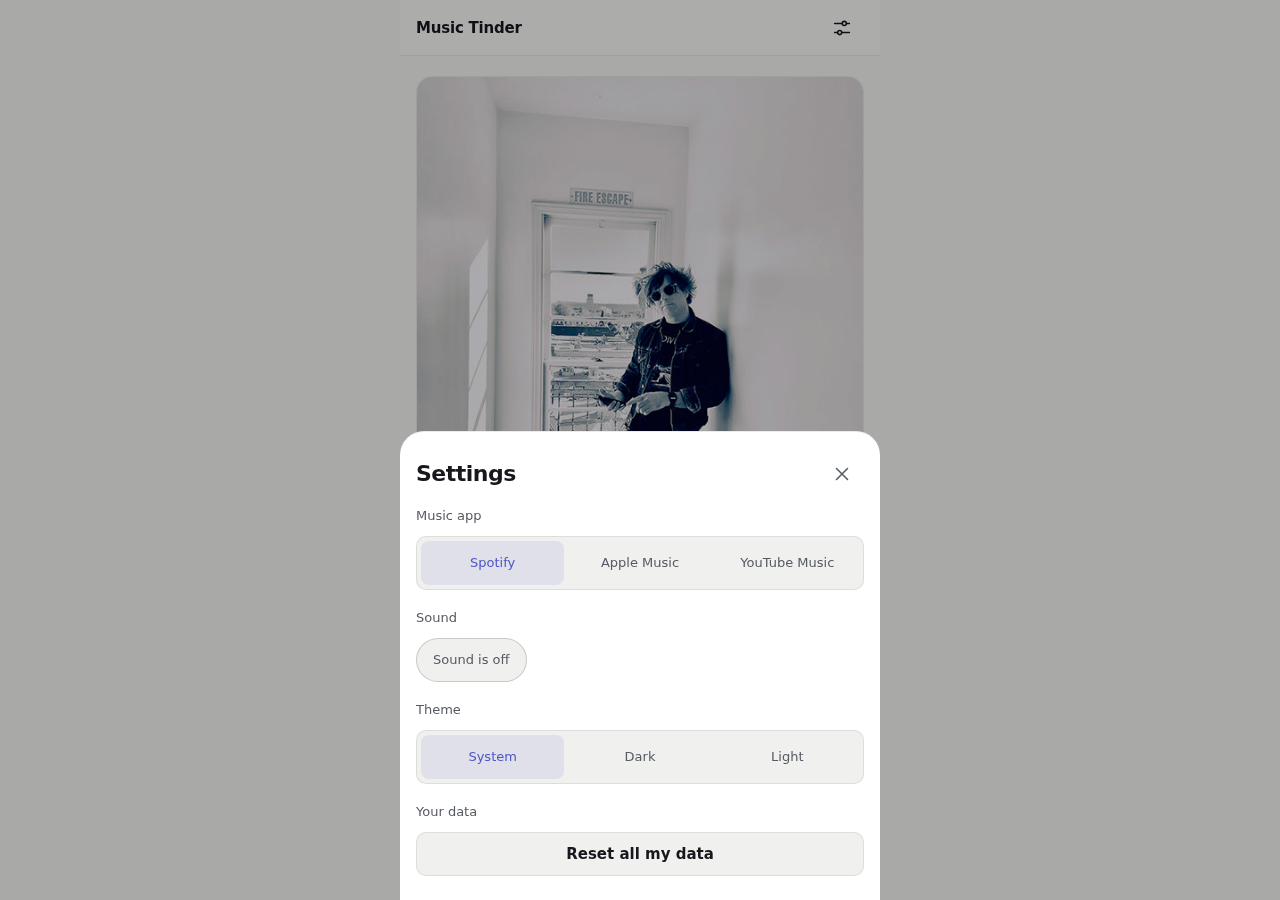 Music Tinder
FIRE ESCAPE
Settings
Music app
Spotify
Apple Music
YouTube Music
Sound
Sound is off
Theme
System
Dark
Light
Your data
Reset all my data